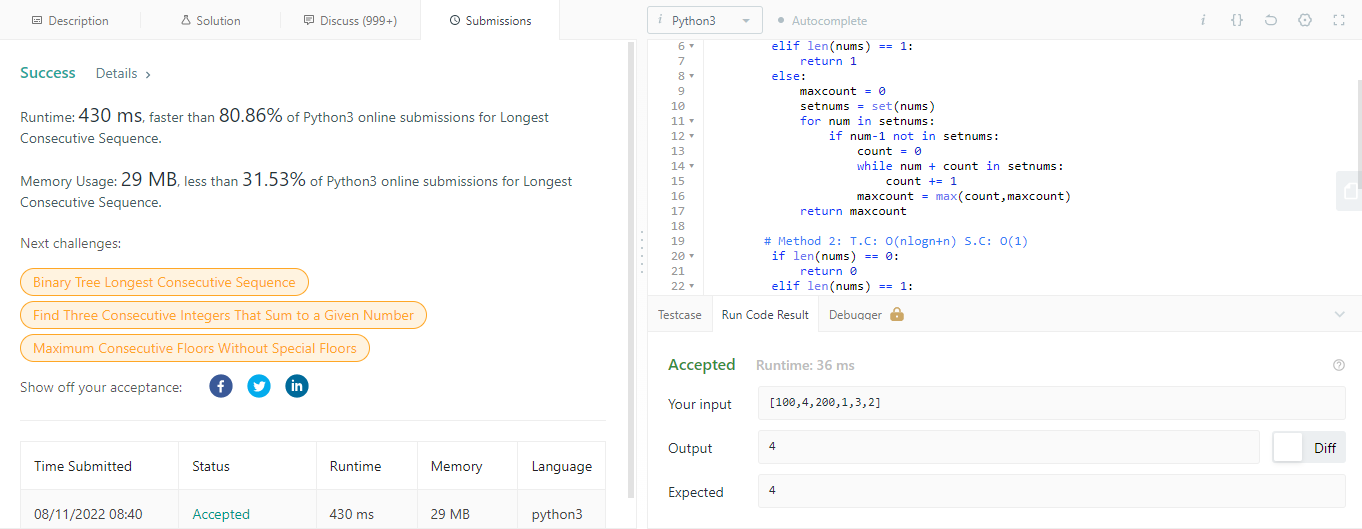 Description
Solution
Discuss (999+)
Submissions
Success Details >
Runtime: 430 ms, faster than 80.86% of Python3 online submissions for Longest
Consecutive Sequence.
Memory Usage: 29 MB, less than 31.53% of Python3 online submissions for Longest
Consecutive Sequence.
Next challenges:
Binary Tree Longest Consecutive Sequence
Find Three Consecutive Integers That Sum to a Given Number
Maximum Consecutive Floors Without Special Floors
Show off your acceptance:
Time Submitted Status Runtime Memory Language
08/11/2022 08:40 Accepted 430 ms 29 MB python3
i Python3
Autocomplete
i {}
6 elif len(nums) == 1:
7 return 1
8 else:
9 maxcount = 0
10 setnums = set(nums)
11 for num in setnums:
12 if num-1 not in setnums:
13 count = 0
14 while num + count in setnums:
15 count += 1
16 maxcount = max(count,maxcount)
17 return maxcount
18
19 # Method 2: T.C: O(nlogn+n) S.C: O(1)
20 if len(nums) == 0:
21 return 0
22 elif len(nums) == 1:
Testcase Run Code Result Debugger
Accepted Runtime: 36 ms
Your input [100,4,200,1,3,2]
Output 4 Diff
Expected 4